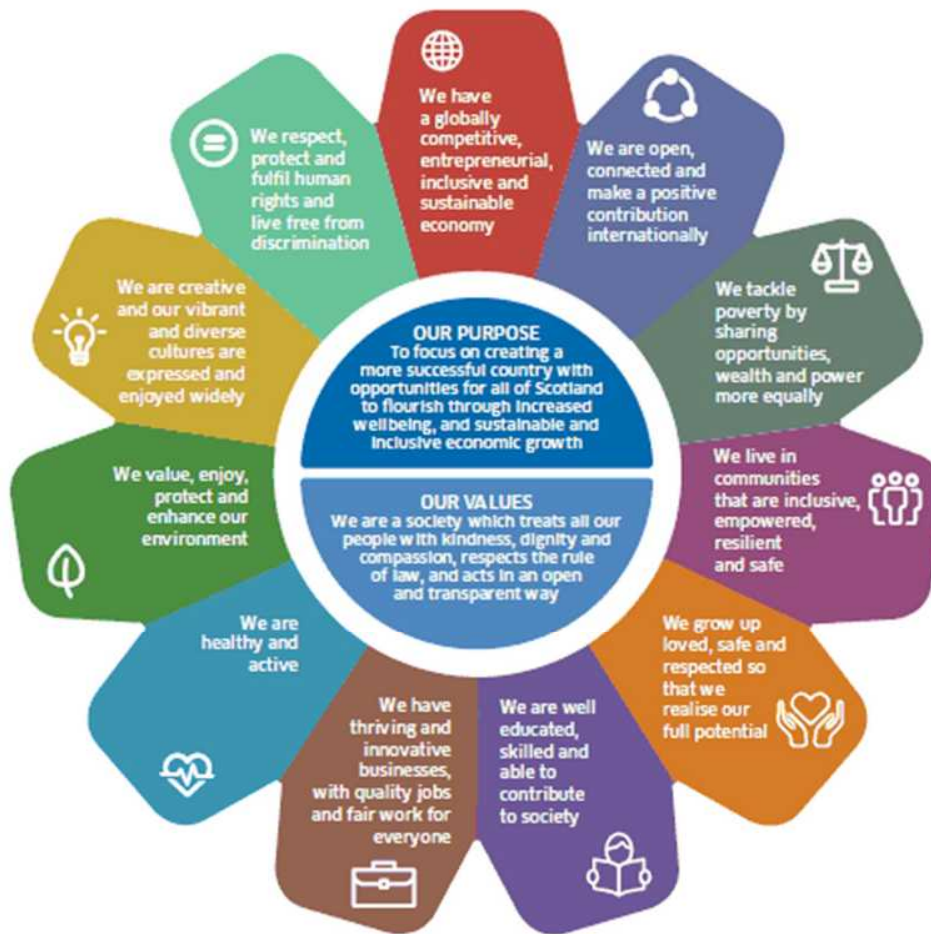 We have
a globally
competitive,
entrepreneurial,
inclusive and
sustainable
economy
We are open,
connected and
make a positive
contribution
internationally
We tackle
poverty by
sharing
opportunities,
wealth and power
more equally
We live in
communities
that are inclusive,
empowered,
resilient
and safe
We grow up
loved, safe and
respected so
that we
realise our
full potential
We are well
educated,
skilled and
able to
contribute
to society
We have
thriving and
innovative
businesses,
with quality jobs
and fair work for
everyone
We are
healthy and
active
We value, enjoy,
protect and
enhance our
environment
We are creative
and our vibrant
and diverse
cultures are
expressed and
enjoyed widely
We respect,
protect and
fulfil human
rights and
live free from
discrimination
OUR PURPOSE
To focus on creating a
more successful country with
opportunities for all of Scotland
to flourish through increased
wellbeing, and sustainable and
inclusive economic growth
OUR VALUES
We are a society which treats all our
people with kindness, dignity and
compassion, respects the rule
of law, and acts in an open
and transparent way